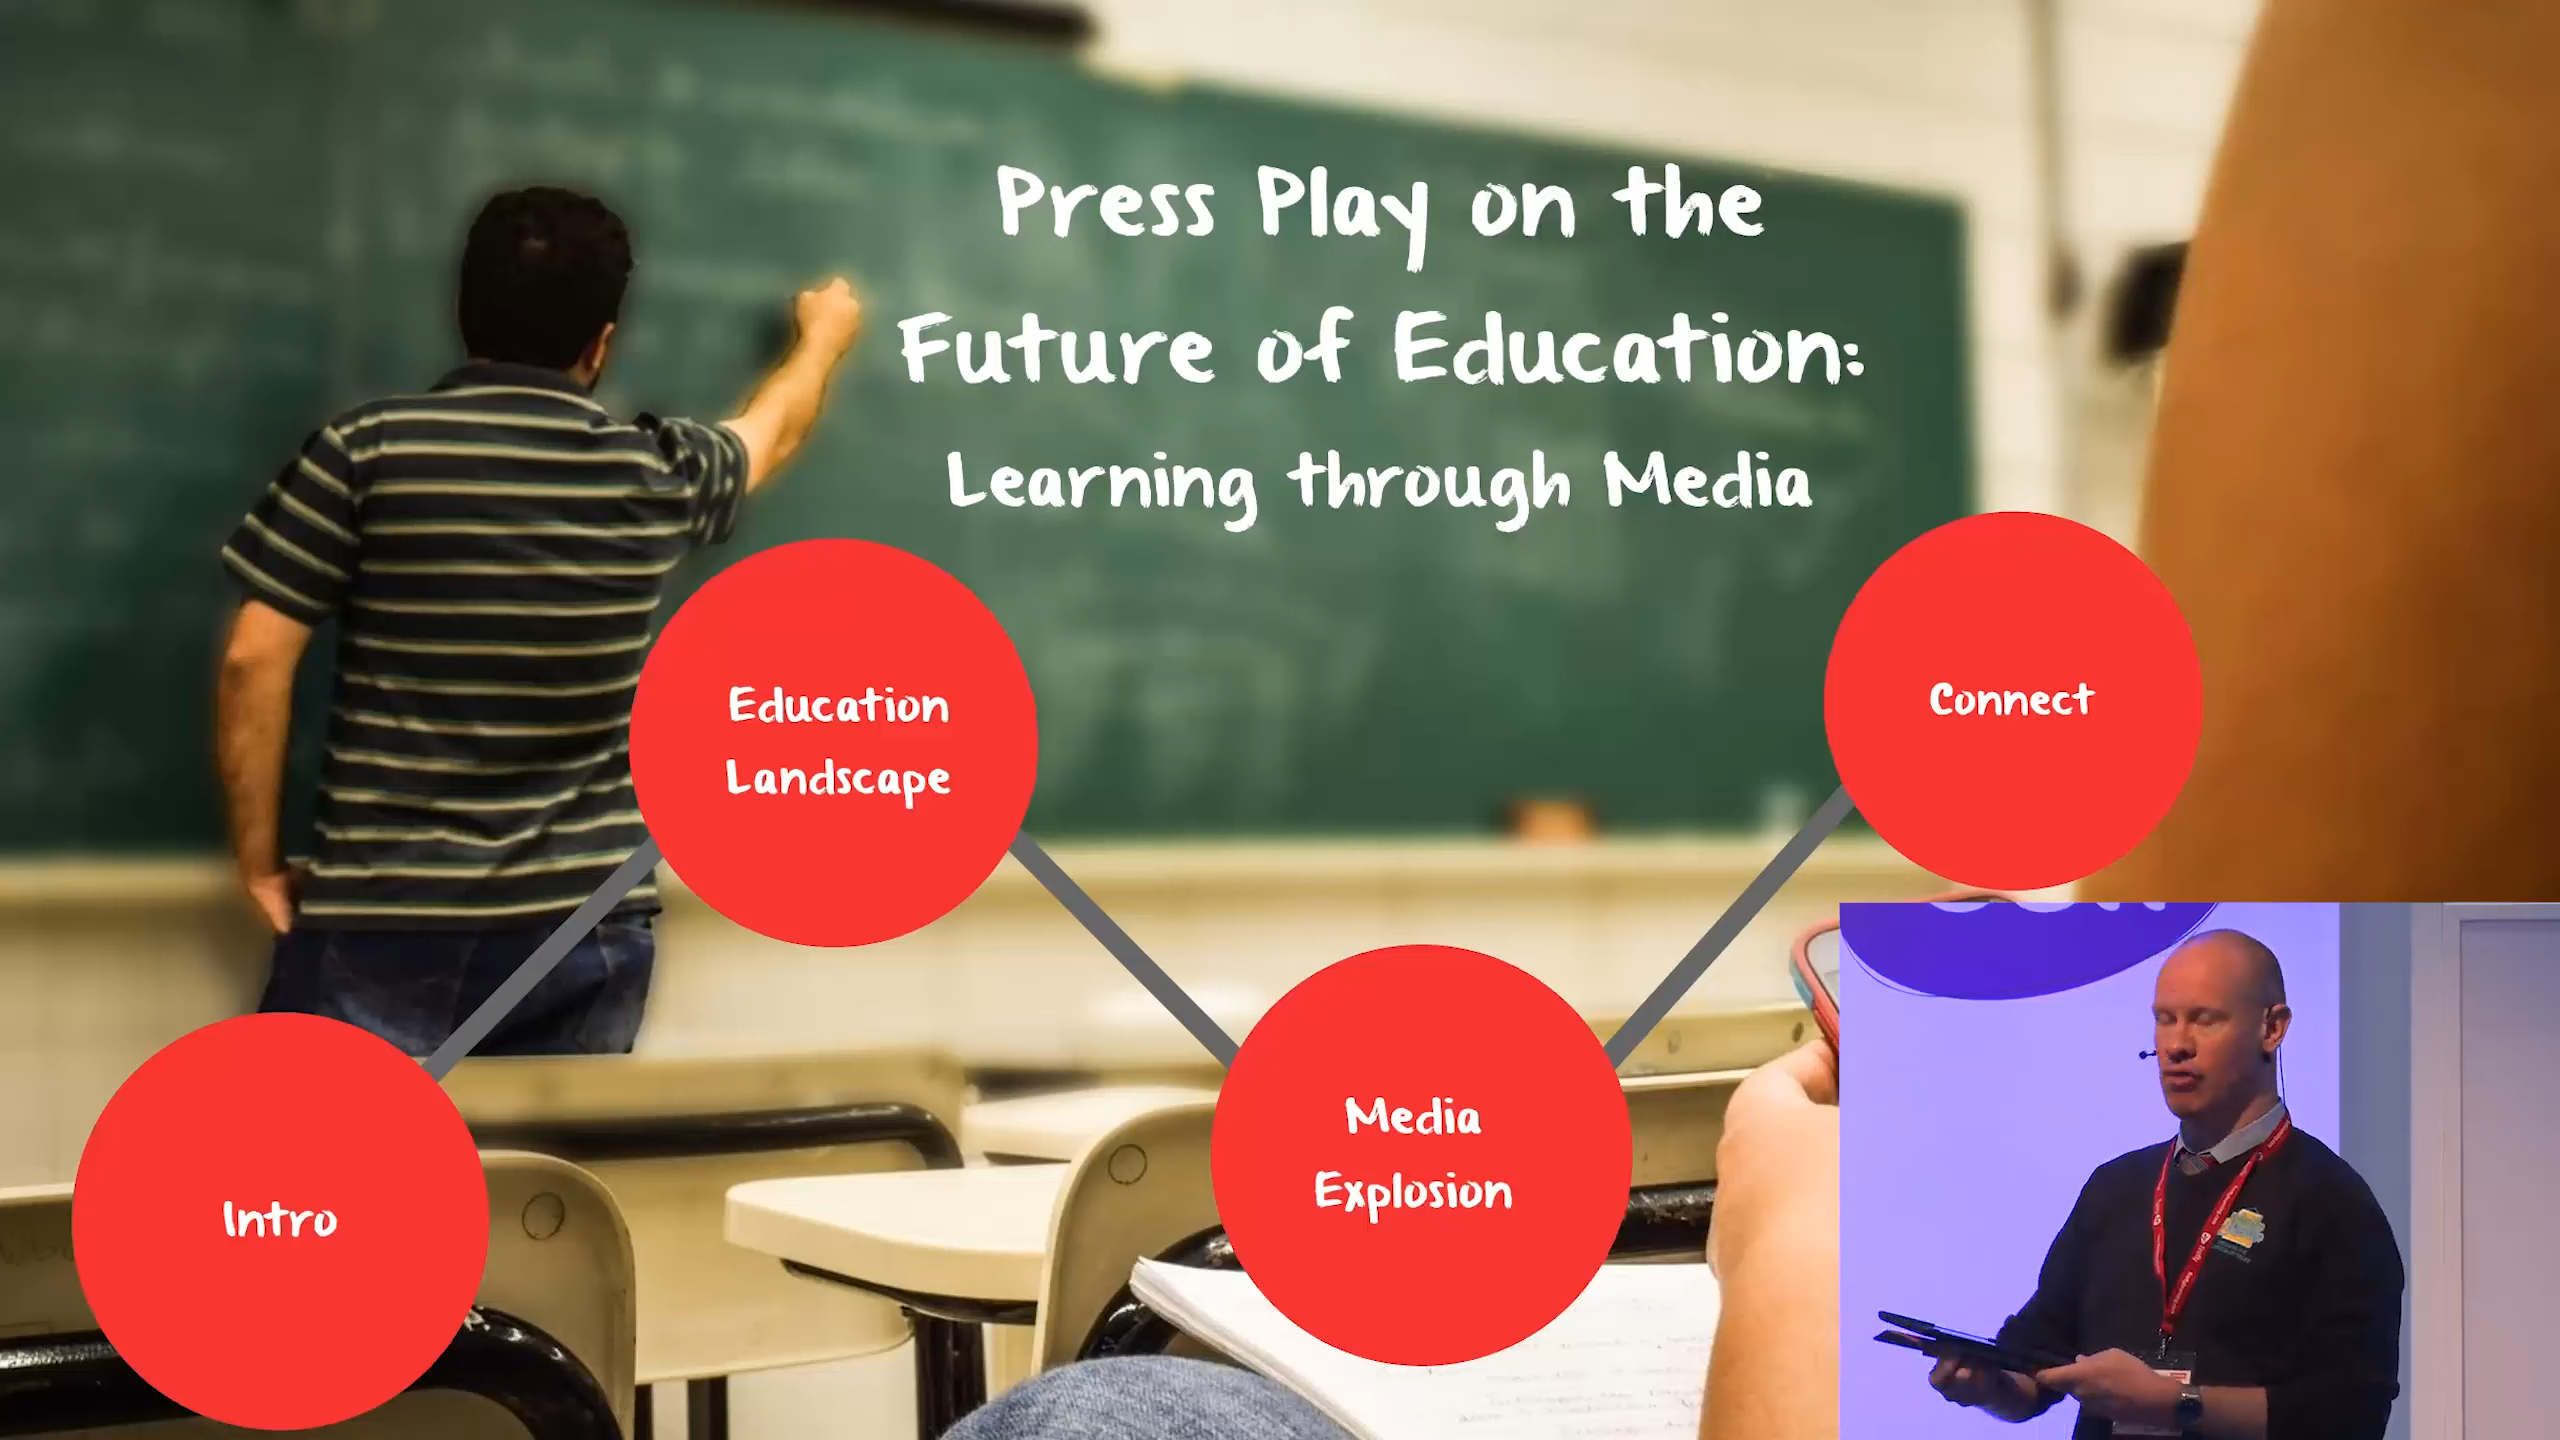 Press Play on the
Future of Education:
Learning through Media
Education
Landscape
Connect
Media
Explosion
Intro